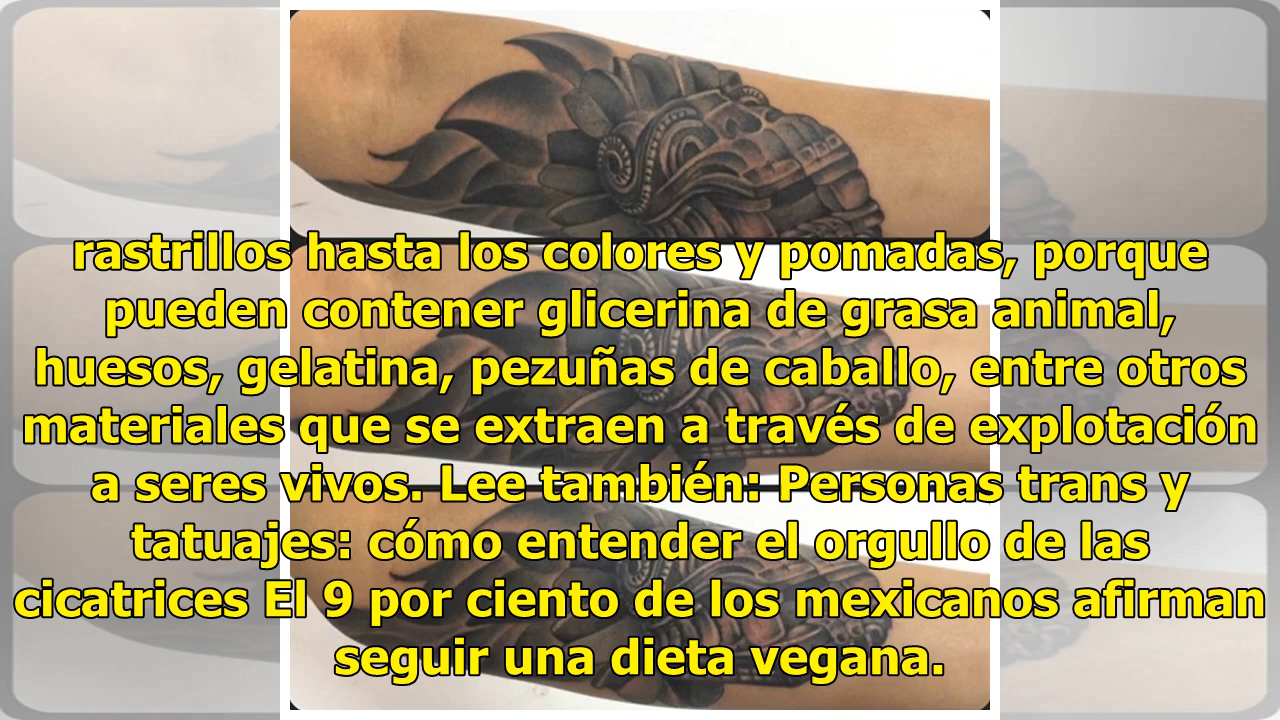 rastrillos hasta los colores y pomadas, porque
pueden contener glicerina de grasa animal,
huesos, gelatina, pezuñas de caballo, entre otros
materiales que se extraen a través de explotación
a seres vivos. Lee también: Personas trans y
tatuajes: cómo entender el orgullo de las
cicatrices El 9 por ciento de los mexicanos afirman
seguir una dieta vegana.